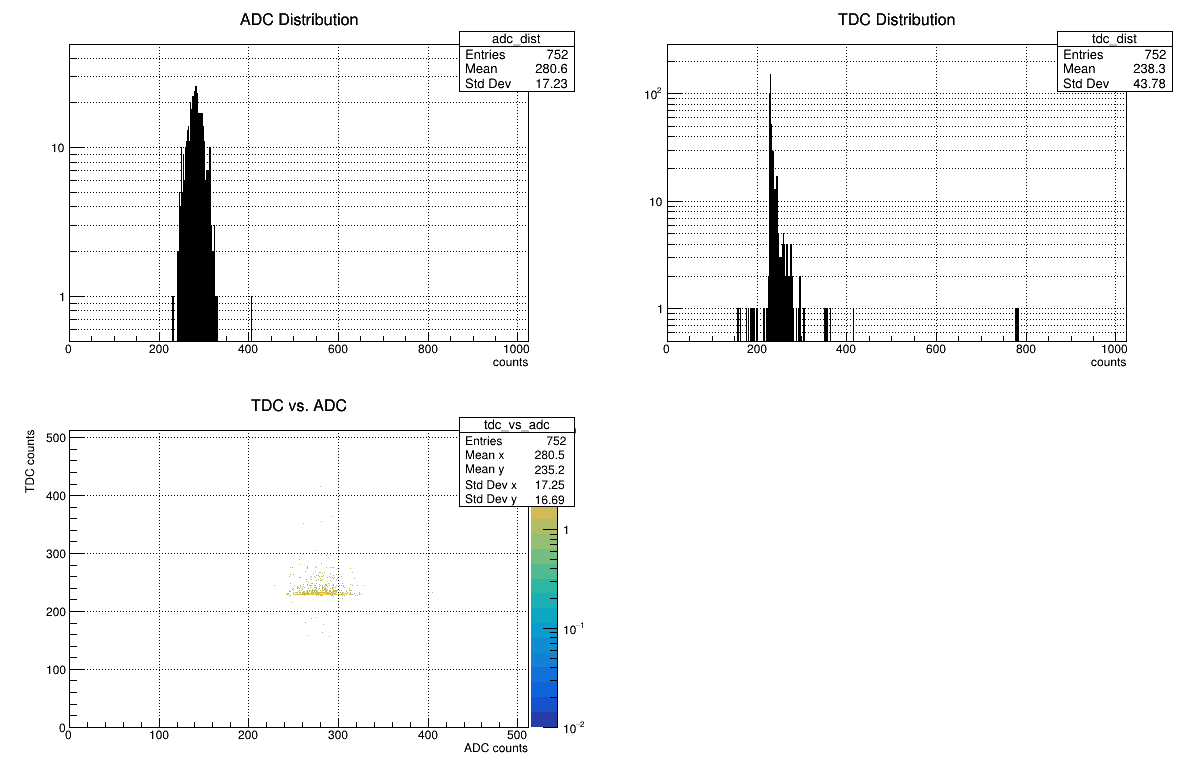 ADC Distribution
adc_dist
Entries 752
Mean 280.6
Std Dev 17.23
10
1
0 200 400 600 800 1000
counts
TDC Distribution
tdc_dist
Entries 752
Mean 238.3
Std Dev 43.78
10²
10
1
0 200 400 600 800 1000
counts
TDC vs. ADC
tdc_vs_adc
Entries 752
Mean x 280.5
Mean y 235.2
Std Dev x 17.25
Std Dev y 16.69
TDC counts
500
400
300
200
100
0
0 100 200 300 400 500
ADC counts
1
10⁻¹
10⁻²